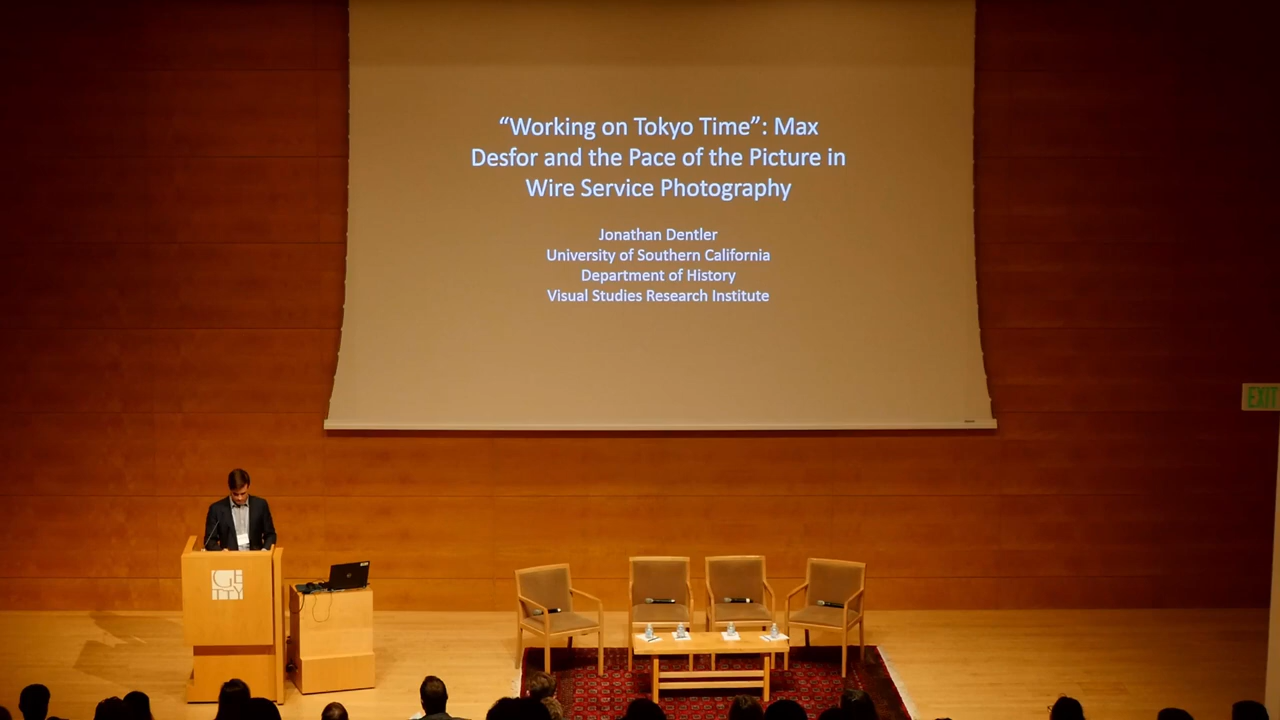 “Working on Tokyo Time”: Max
Desfor and the Pace of the Picture in
Wire Service Photography
Jonathan Dentler
University of Southern California
Department of History
Visual Studies Research Institute
EXIT
GETTY